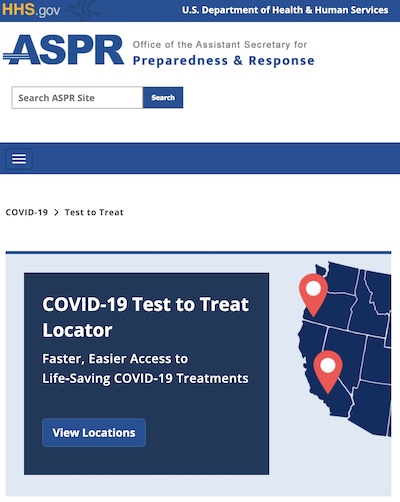 HHS.gov
U.S. Department of Health & Human Services
ASPR
Office of the Assistant Secretary for
Preparedness & Response
Search ASPR Site
Search
COVID-19 > Test to Treat
COVID-19 Test to Treat
Locator
Faster, Easier Access to
Life-Saving COVID-19 Treatments
View Locations